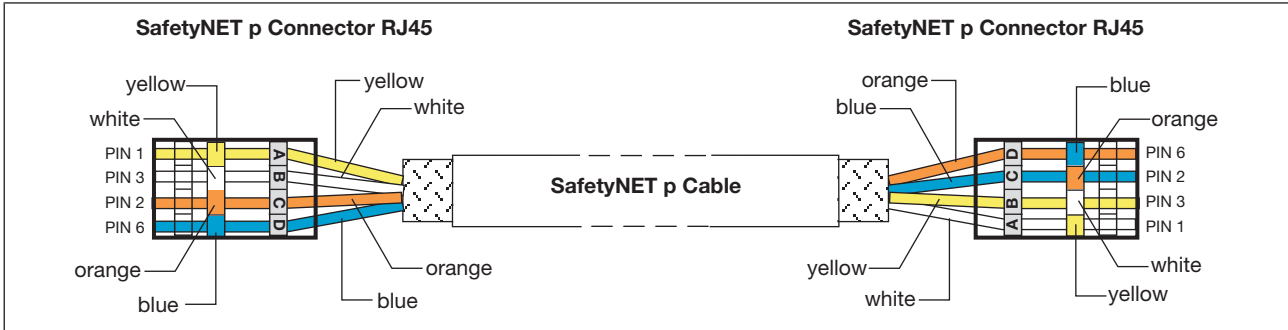 SafetyNET p Connector RJ45
SafetyNET p Connector RJ45
yellow
white
yellow
white
PIN 1
PIN 3
PIN 2
PIN 6
A
B
C
D
orange
blue
orange
blue
SafetyNET p Cable
orange
blue
blue
orange
D
C
B
A
PIN 6
PIN 2
PIN 3
PIN 1
yellow
white
white
yellow